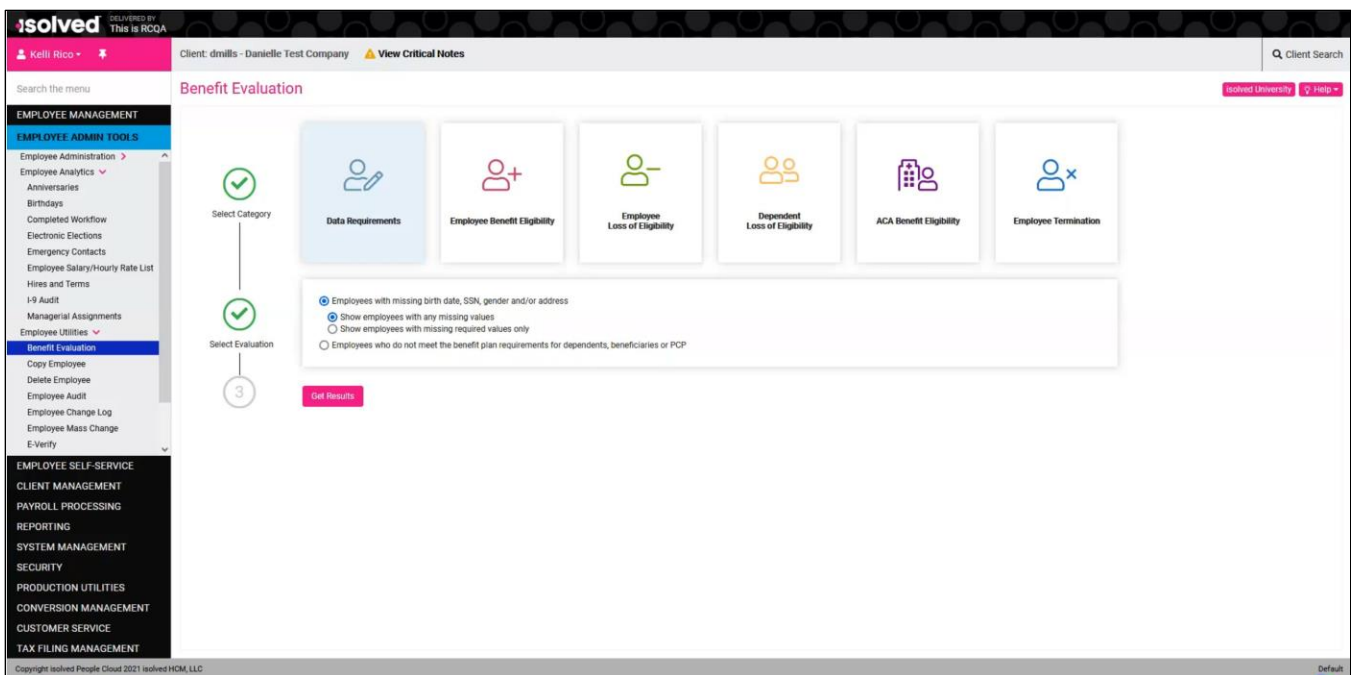 isolved DELIVERED BY
This is RCQA
Kelli Rico
Client: dmills - Danielle Test Company View Critical Notes
Client Search
Search the menu
Benefit Evaluation
isolved University Help
EMPLOYEE MANAGEMENT
EMPLOYEE ADMIN TOOLS
Employee Administration
Employee Analytics
Anniversaries
Birthdays
Completed Workflow
Electronic Elections
Emergency Contacts
Employee Salary/Hourly Rate List
Hires and Terms
I-9 Audit
Managerial Assignments
Employee Utilities
Benefit Evaluation
Copy Employee
Delete Employee
Employee Audit
Employee Change Log
Employee Mass Change
E-Verify
EMPLOYEE SELF-SERVICE
CLIENT MANAGEMENT
PAYROLL PROCESSING
REPORTING
SYSTEM MANAGEMENT
SECURITY
PRODUCTION UTILITIES
CONVERSION MANAGEMENT
CUSTOMER SERVICE
TAX FILING MANAGEMENT
Select Category
Data Requirements
Employee Benefit Eligibility
Employee
Loss of Eligibility
Dependent
Loss of Eligibility
ACA Benefit Eligibility
Employee Termination
Select Evaluation
Employees with missing birth date, SSN, gender and/or address
Show employees with any missing values
Show employees with missing required values only
Employees who do not meet the benefit plan requirements for dependents, beneficiaries or PCP
3
Get Results
Copyright isolved People Cloud 2021 isolved HCM, LLC
Default